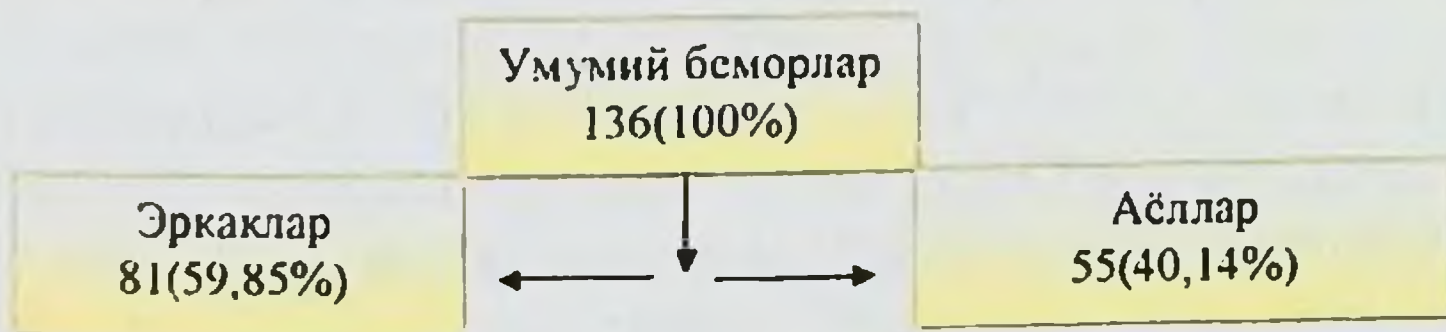 Умумий беморлар
136(100%)
Эркаклар
81(59,85%)
Аёллар
55(40,14%)